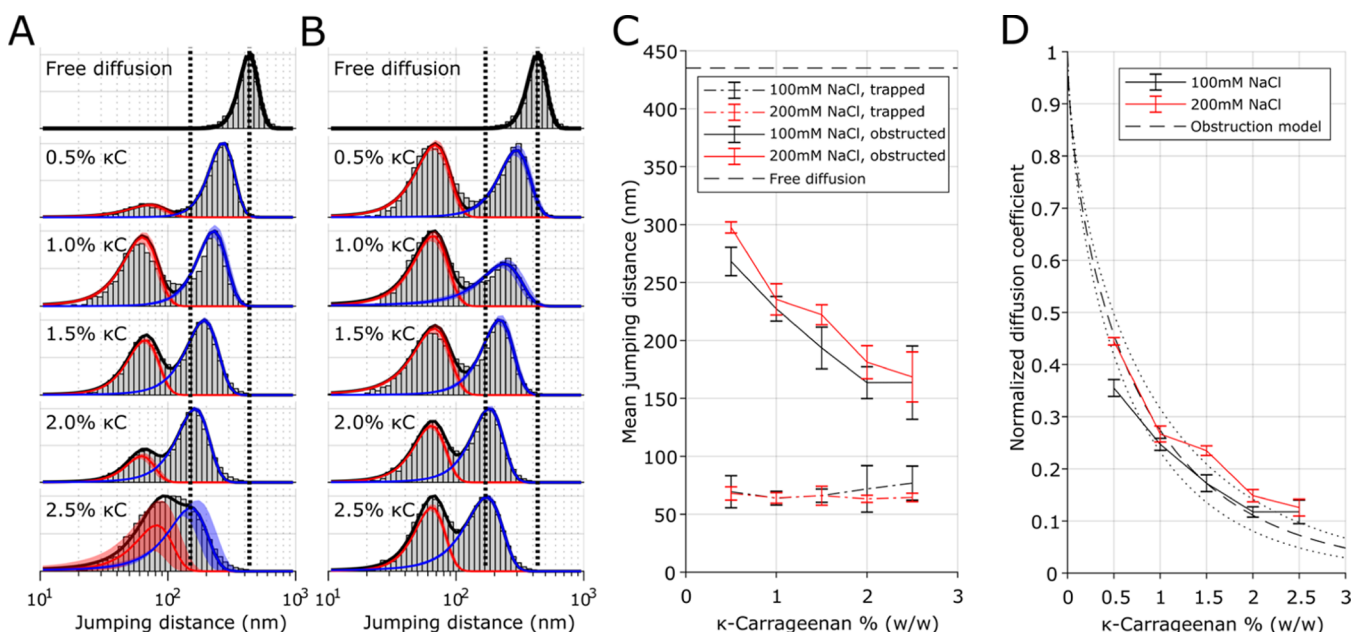 A
Free diffusion
0.5% κC
1.0% κC
1.5% κC
2.0% κC
2.5% κC
10¹ 10² 10³
Jumping distance (nm)
B
Free diffusion
0.5% κC
1.0% κC
1.5% κC
2.0% κC
2.5% κC
10¹ 10² 10³
Jumping distance (nm)
C
Mean jumping distance (nm)
450
400
350
300
250
200
150
100
50
0
100mM NaCl, trapped
200mM NaCl, trapped
100mM NaCl, obstructed
200mM NaCl, obstructed
Free diffusion
0 1 2 3
κ-Carrageenan % (w/w)
D
Normalized diffusion coefficient
1
0.9
0.8
0.7
0.6
0.5
0.4
0.3
0.2
0.1
0
100mM NaCl
200mM NaCl
Obstruction model
0 0.5 1 1.5 2 2.5 3
κ-Carrageenan % (w/w)